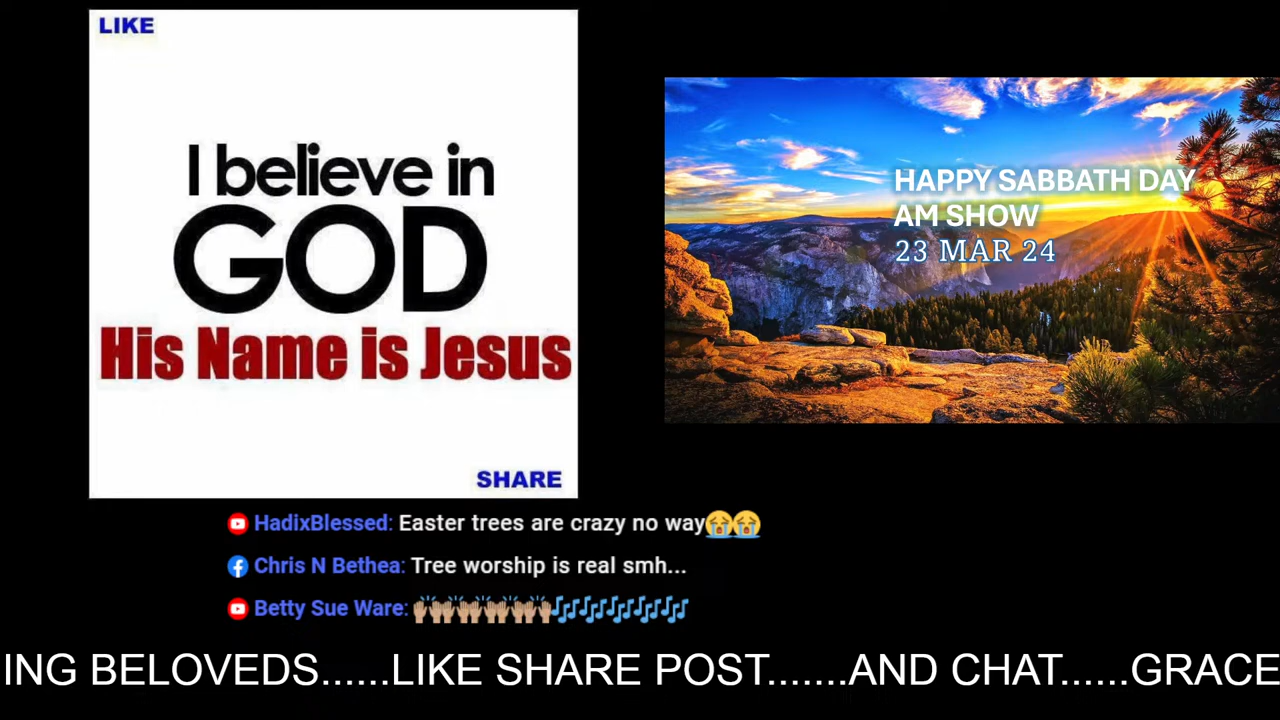 LIKE
I believe in
GOD
His Name is Jesus
SHARE
HAPPY SABBATH DAY
AM SHOW
23 MAR 24
HadixBlessed: Easter trees are crazy no way😭😭
Chris N Bethea: Tree worship is real smh...
Betty Sue Ware: 🙌🏽🙌🏽🙌🏽🙌🏽🙌🏽🎶🎶🎶🎶🎶
ING BELOVEDS......LIKE SHARE POST.......AND CHAT......GRACE